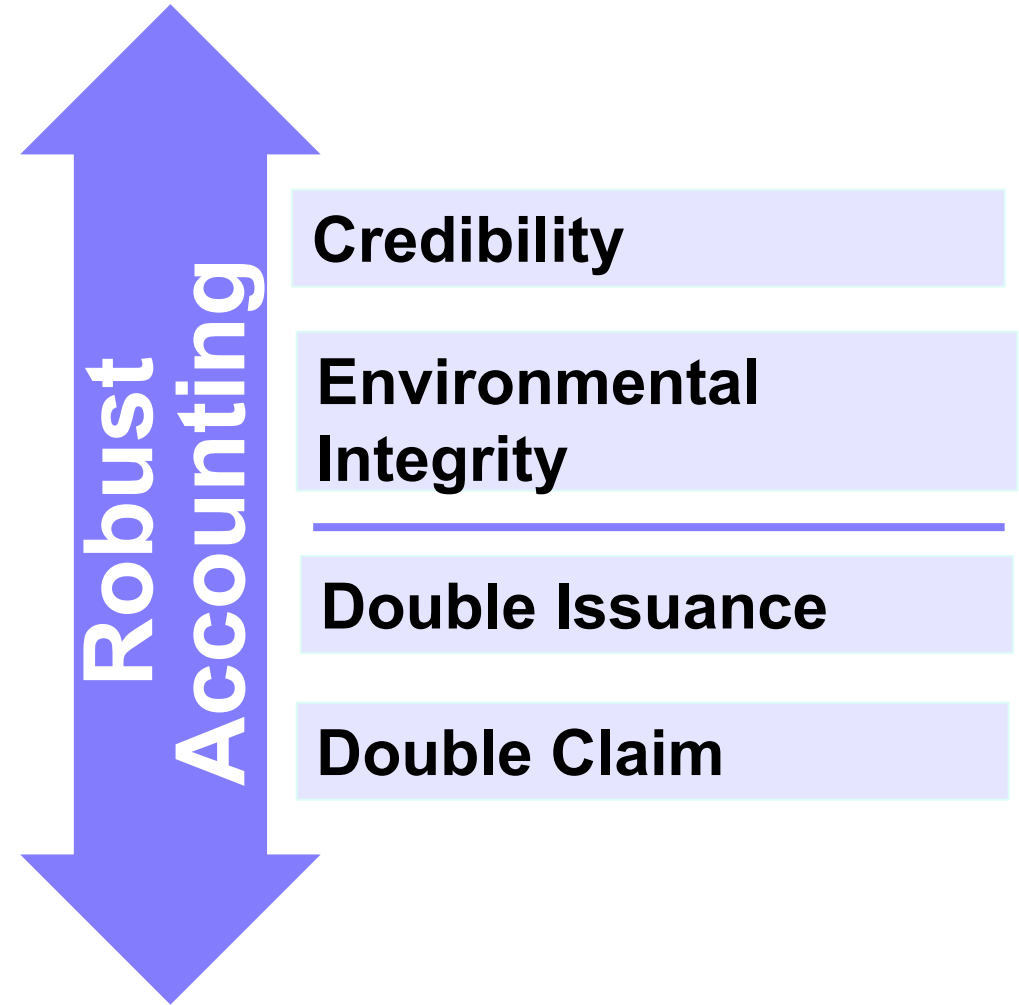 Robust
Accounting
Credibility
Environmental
Integrity
Double Issuance
Double Claim